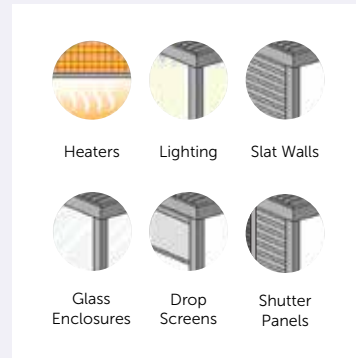 Heaters
Lighting
Slat Walls
Glass
Enclosures
Drop
Screens
Shutter
Panels